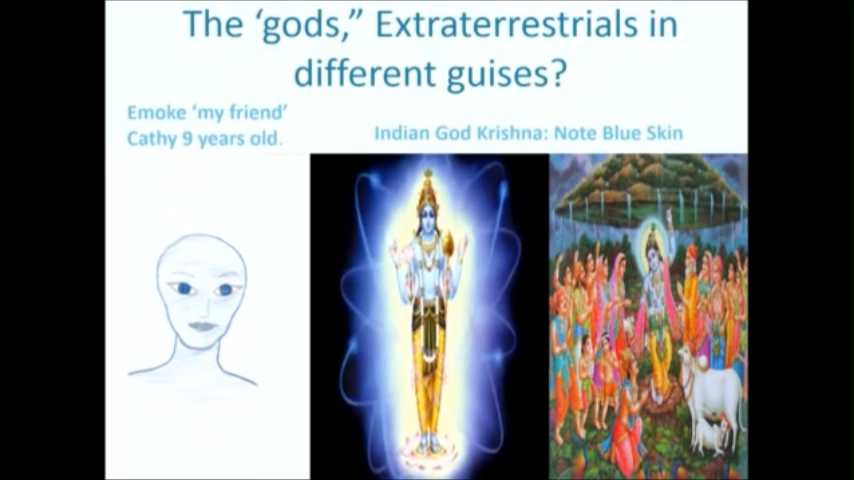 The ‘gods,” Extraterrestrials in
different guises?
Emoke ‘my friend’
Cathy 9 years old.
Indian God Krishna: Note Blue Skin